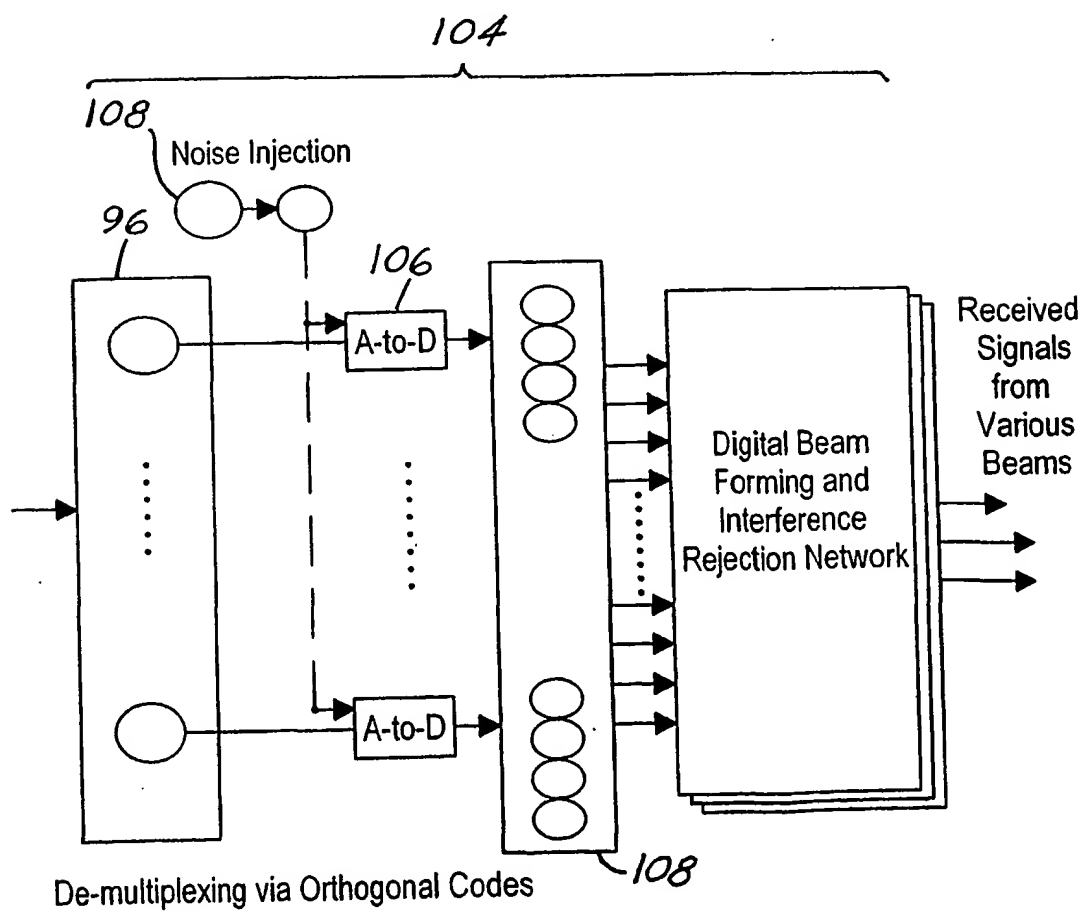 104
108
Noise Injection
96
106
A-to-D
Received
Signals
from
Various
Beams
Digital Beam
Forming and
Interference
Rejection Network
A-to-D
108
De-multiplexing via Orthogonal Codes